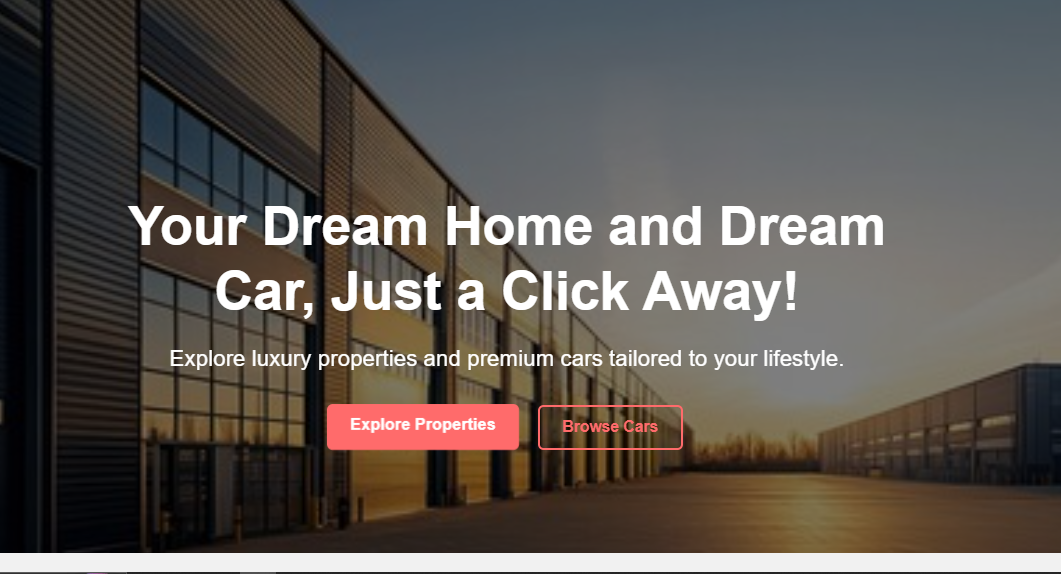 Your Dream Home and Dream
Car, Just a Click Away!
Explore luxury properties and premium cars tailored to your lifestyle.
Explore Properties
Browse Cars